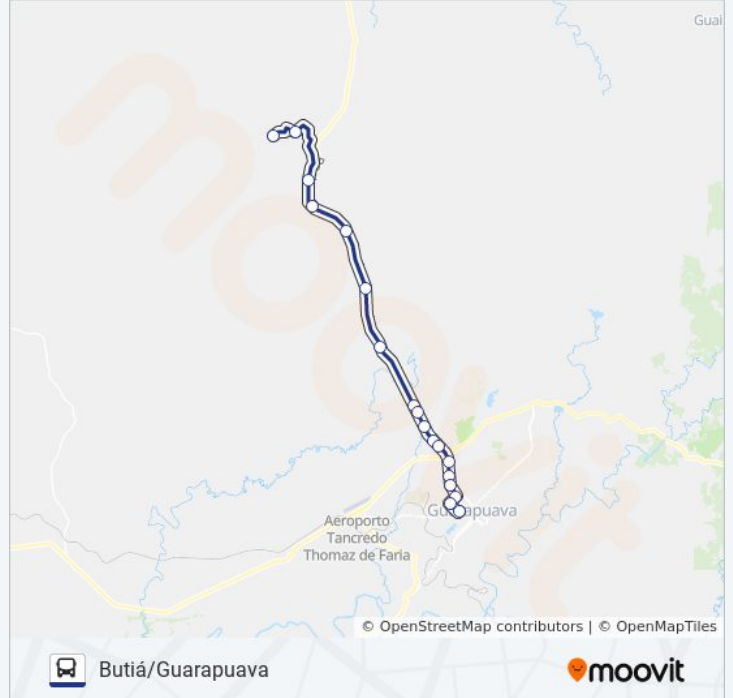 Guai
Guarapuava
Aeroporto
Tancredo
Thomaz de Faria
© OpenStreetMap contributors | © OpenMapTiles
Butiá/Guarapuava
moovit